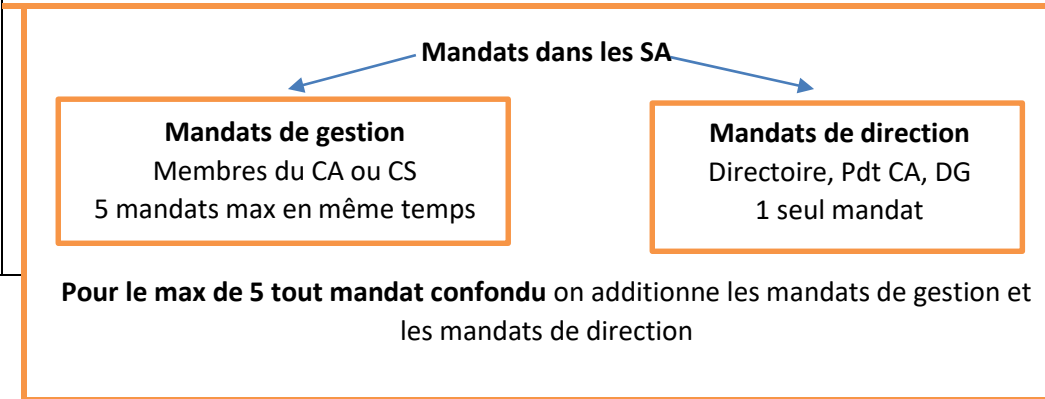 Mandats dans les SA
Mandats de gestion
Membres du CA ou CS
5 mandats max en même temps
Mandats de direction
Directoire, Pdt CA, DG
1 seul mandat
Pour le max de 5 tout mandat confondu on additionne les mandats de gestion et
les mandats de direction